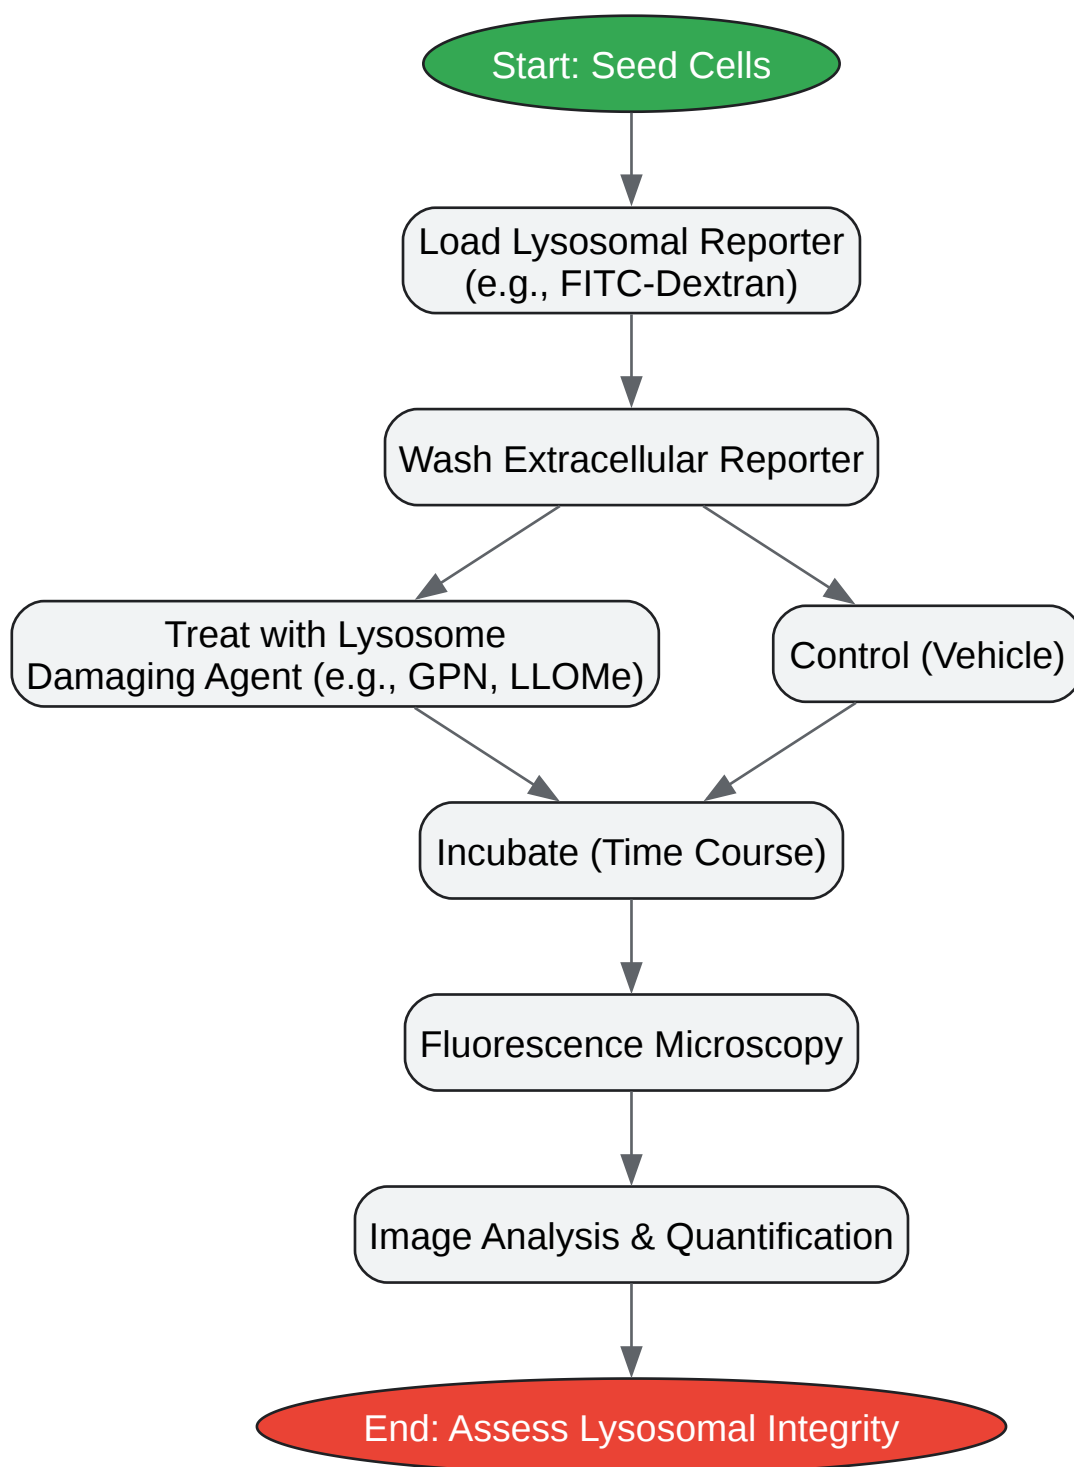 Start: Seed Cells
Load Lysosomal Reporter
(e.g., FITC-Dextran)
Wash Extracellular Reporter
Treat with Lysosome
Damaging Agent (e.g., GPN, LLOMe)
Control (Vehicle)
Incubate (Time Course)
Fluorescence Microscopy
Image Analysis & Quantification
End: Assess Lysosomal Integrity